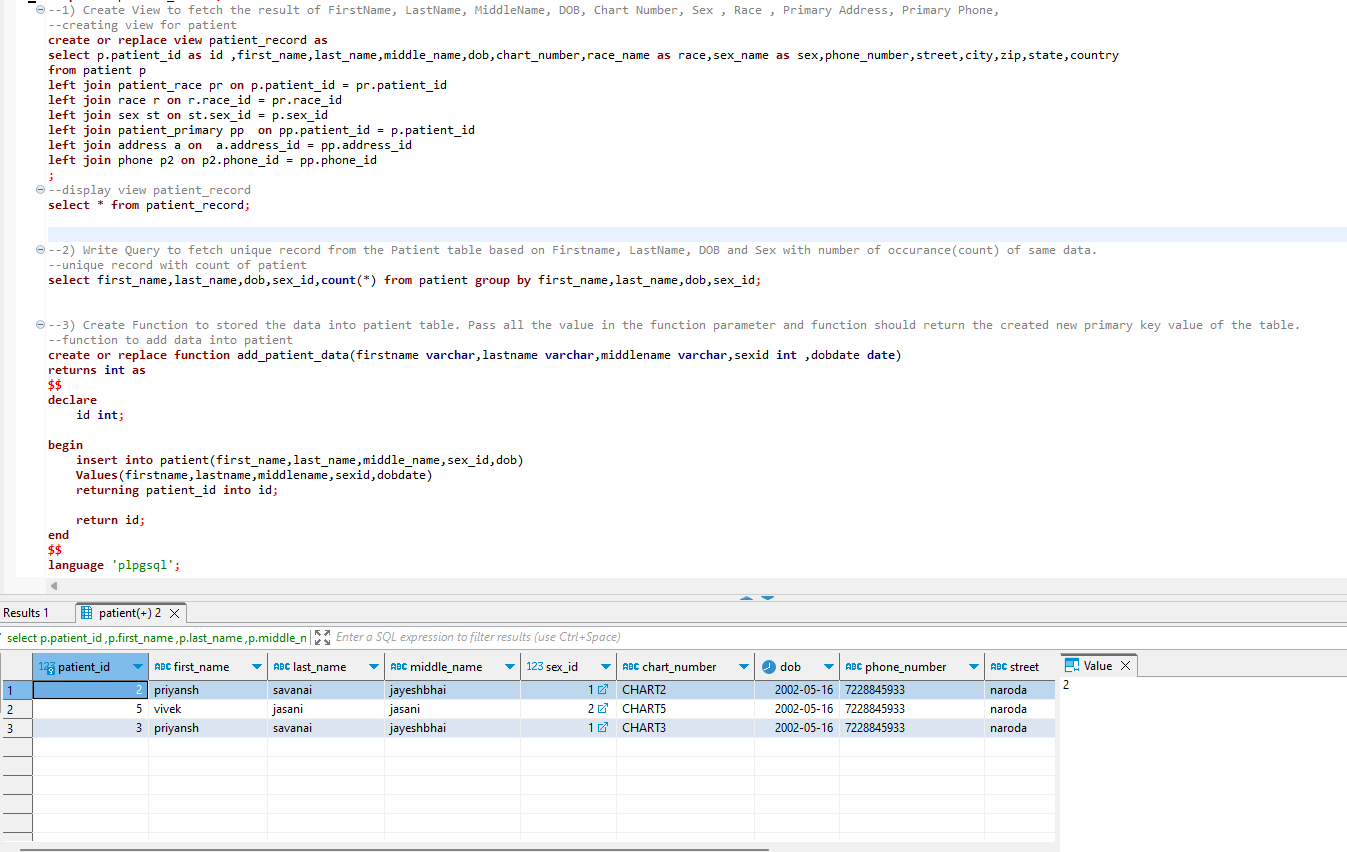 --1) Create View to fetch the result of FirstName, LastName, MiddleName, DOB, Chart Number, Sex , Race , Primary Address, Primary Phone,
--creating view for patient
create or replace view patient_record as
select p.patient_id as id ,first_name,last_name,middle_name,dob,chart_number,race_name as race,sex_name as sex,phone_number,street,city,zip,state,country
from patient p
left join patient_race pr on p.patient_id = pr.patient_id
left join race r on r.race_id = pr.race_id
left join sex st on st.sex_id = p.sex_id
left join patient_primary pp  on pp.patient_id = p.patient_id
left join address a on  a.address_id = pp.address_id
left join phone p2 on p2.phone_id = pp.phone_id
;
--display view patient_record
select * from patient_record;
--2) Write Query to fetch unique record from the Patient table based on Firstname, LastName, DOB and Sex with number of occurance(count) of same data.
--unique record with count of patient
select first_name,last_name,dob,sex_id,count(*) from patient group by first_name,last_name,dob,sex_id;
--3) Create Function to stored the data into patient table. Pass all the value in the function parameter and function should return the created new primary key value of the table.
--function to add data into patient
create or replace function add_patient_data(firstname varchar,lastname varchar,middlename varchar,sexid int ,dobdate date)
returns int as
$$
declare
id int;
begin
insert into patient(first_name,last_name,middle_name,sex_id,dob)
Values(firstname,lastname,middlename,sexid,dobdate)
returning patient_id into id;
return id;
end
$$
language 'plpgsql';
Results 1 patient(+) 2
select p.patient_id ,p.first_name ,p.last_name ,p.middle_n Enter a SQL expression to filter results (use Ctrl+Space)
123 patient_id ABC first_name ABC last_name ABC middle_name 123 sex_id ABC chart_number dob ABC phone_number ABC street Value
1 2 priyansh savanai jayeshbhai 1 CHART2 2002-05-16 7228845933 naroda 2
2 5 vivek jasani jasani 2 CHART5 2002-05-16 7228845933 naroda
3 3 priyansh savanai jayeshbhai 1 CHART3 2002-05-16 7228845933 naroda